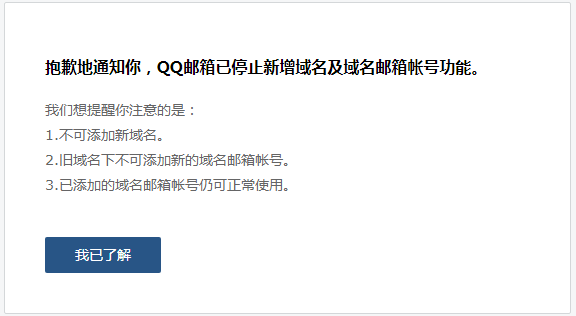 抱歉地通知你，QQ邮箱已停止新增域名及域名邮箱帐号功能。
我们想提醒你注意的是：
1.不可添加新域名。
2.旧域名下不可添加新的域名邮箱帐号。
3.已添加的域名邮箱帐号仍可正常使用。
我已了解